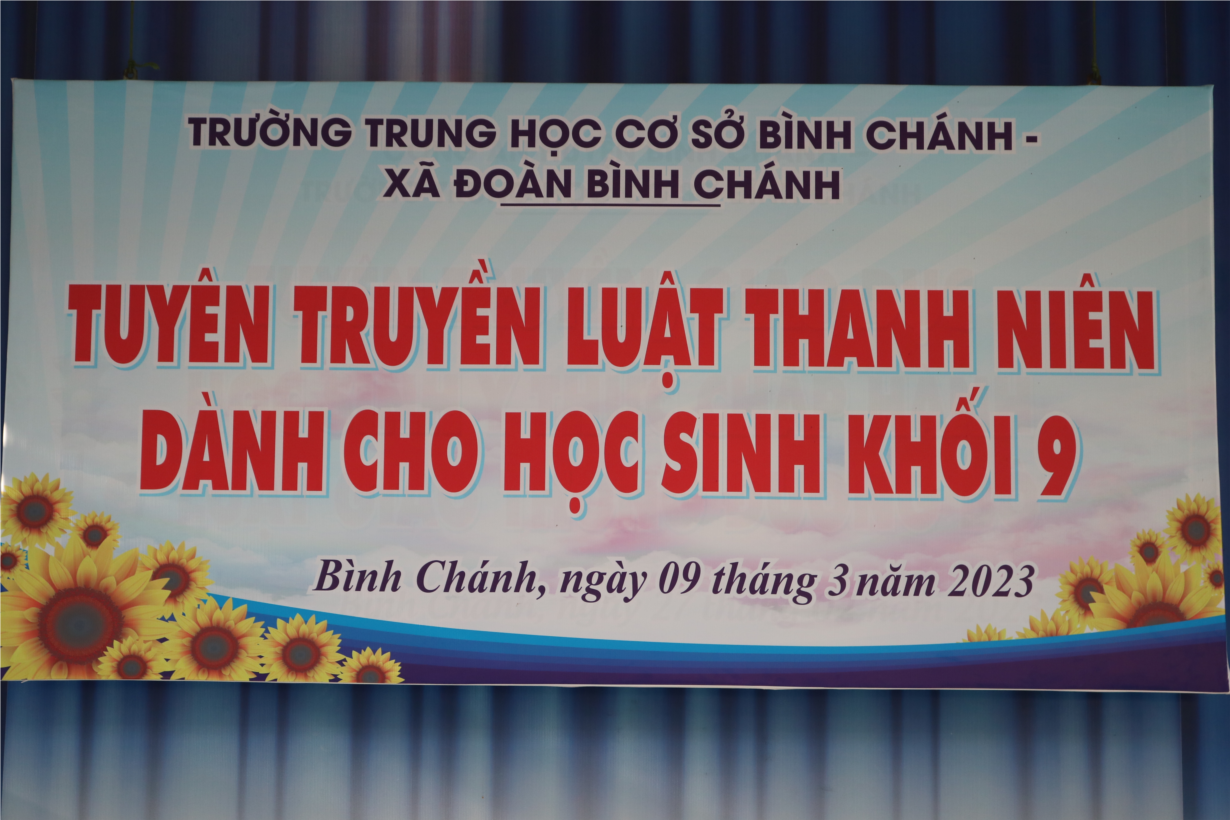 TRƯỜNG TRUNG HỌC CƠ SỞ BÌNH CHÁNH -
XÃ ĐOÀN BÌNH CHÁNH
TUYÊN TRUYỀN LUẬT THANH NIÊN
DÀNH CHO HỌC SINH KHỐI 9
Bình Chánh, ngày 09 tháng 3 năm 2023